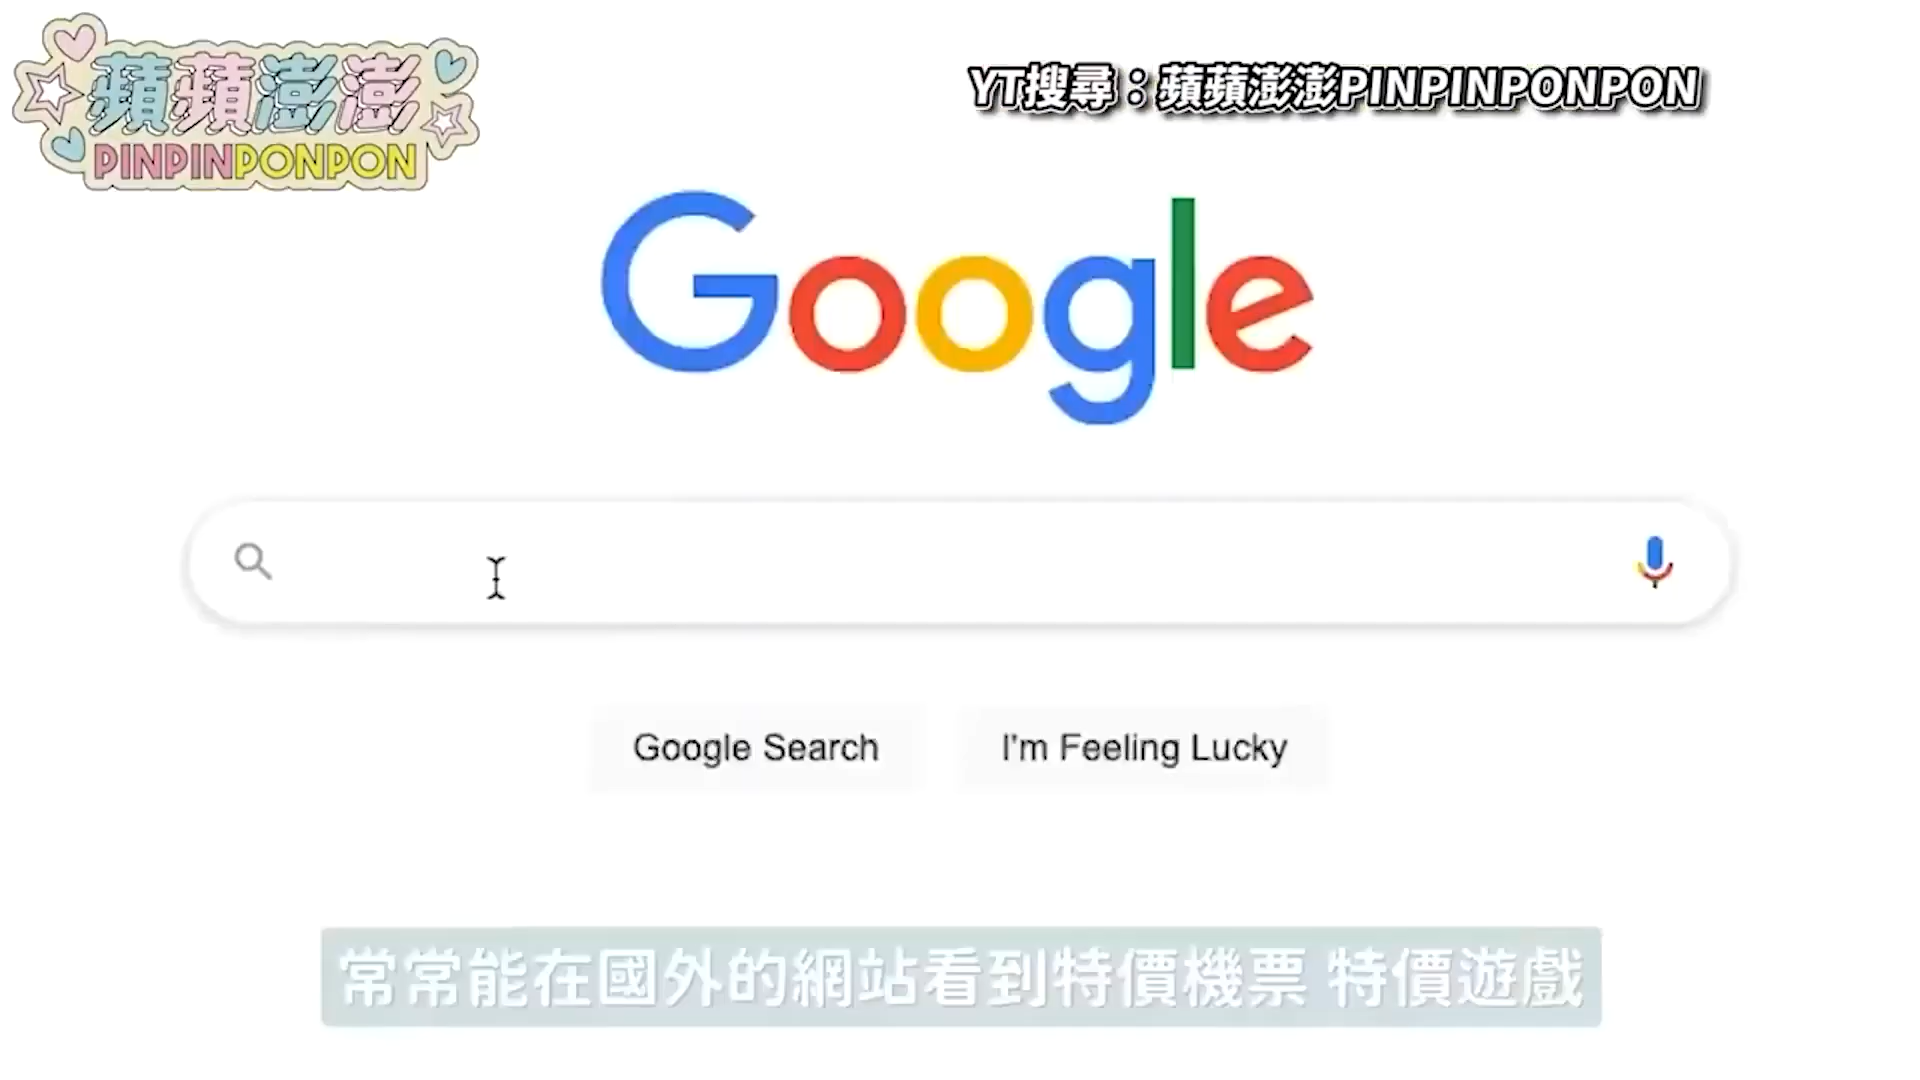 蘋蘋澎澎
PINPINPONPON
YT搜尋：蘋蘋澎澎PINPINPONPON
Google
Google Search
I'm Feeling Lucky
常常能在國外的網站看到特價機票 特價遊戲